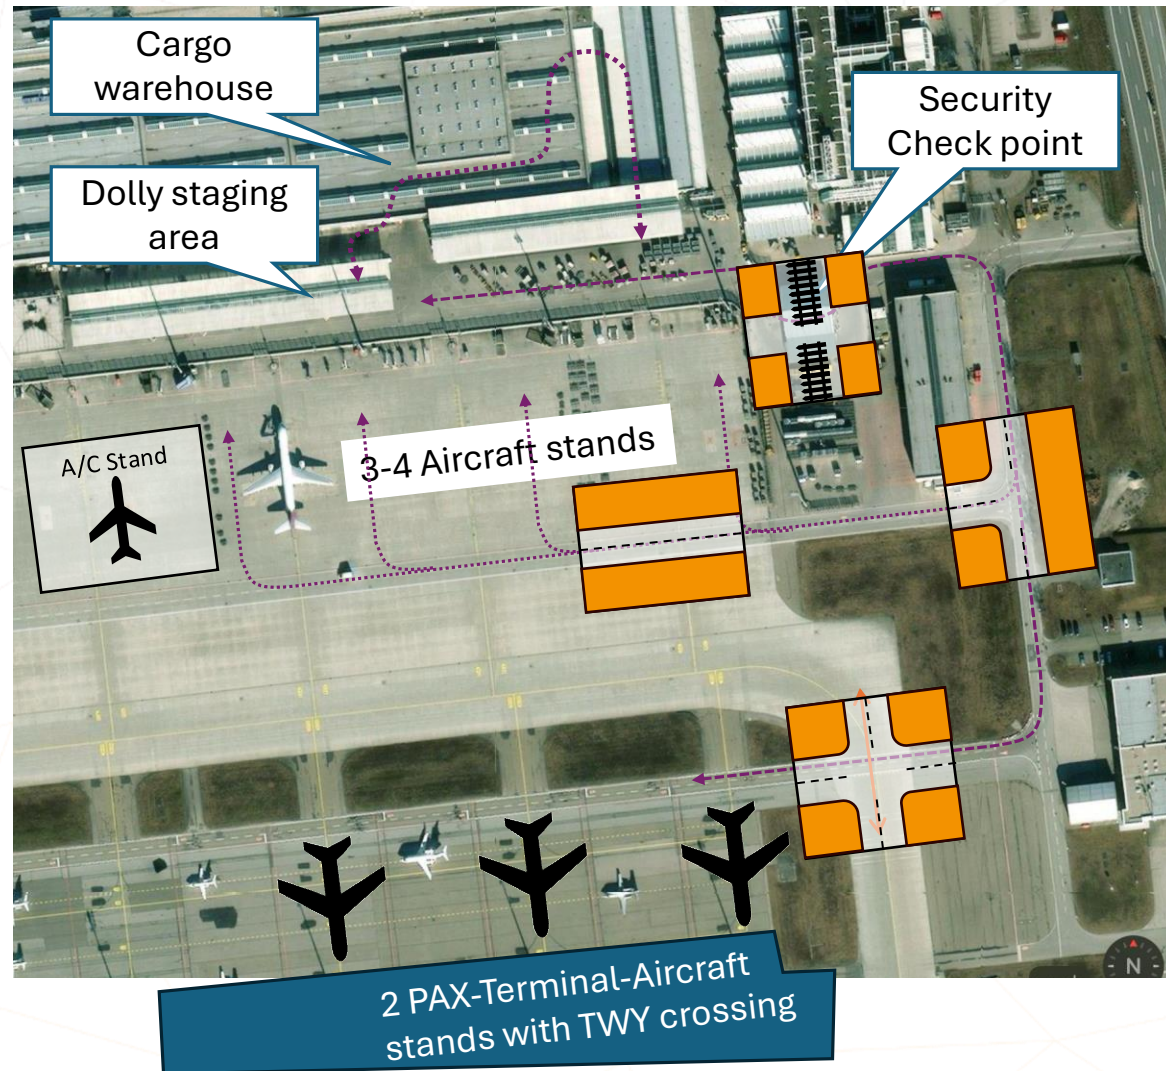 Cargo
warehouse
Security
Check point
Dolly staging
area
3-4 Aircraft stands
A/C Stand
N
2 PAX-Terminal-Aircraft
stands with TWY crossing